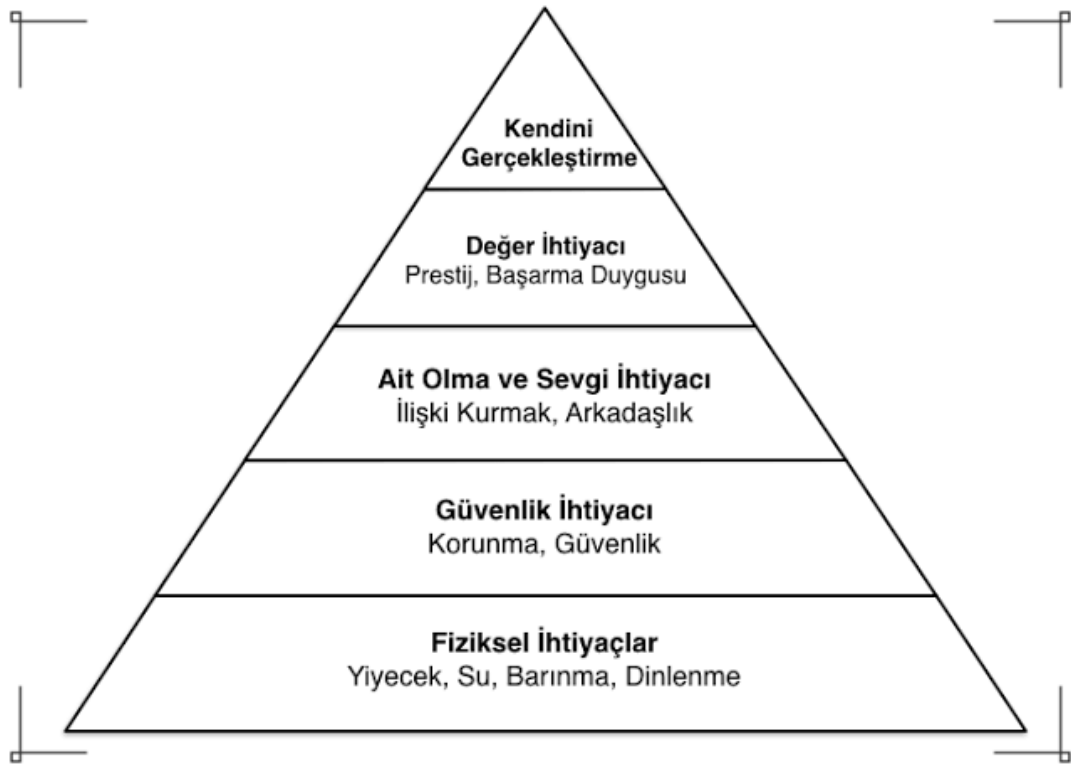 Kendini
Gerçekleştirme
Değer İhtiyacı
Prestij, Başarma Duygusu
Ait Olma ve Sevgi İhtiyacı
İlişki Kurmak, Arkadaşlık
Güvenlik İhtiyacı
Korunma, Güvenlik
Fiziksel İhtiyaçlar
Yiyecek, Su, Barınma, Dinlenme